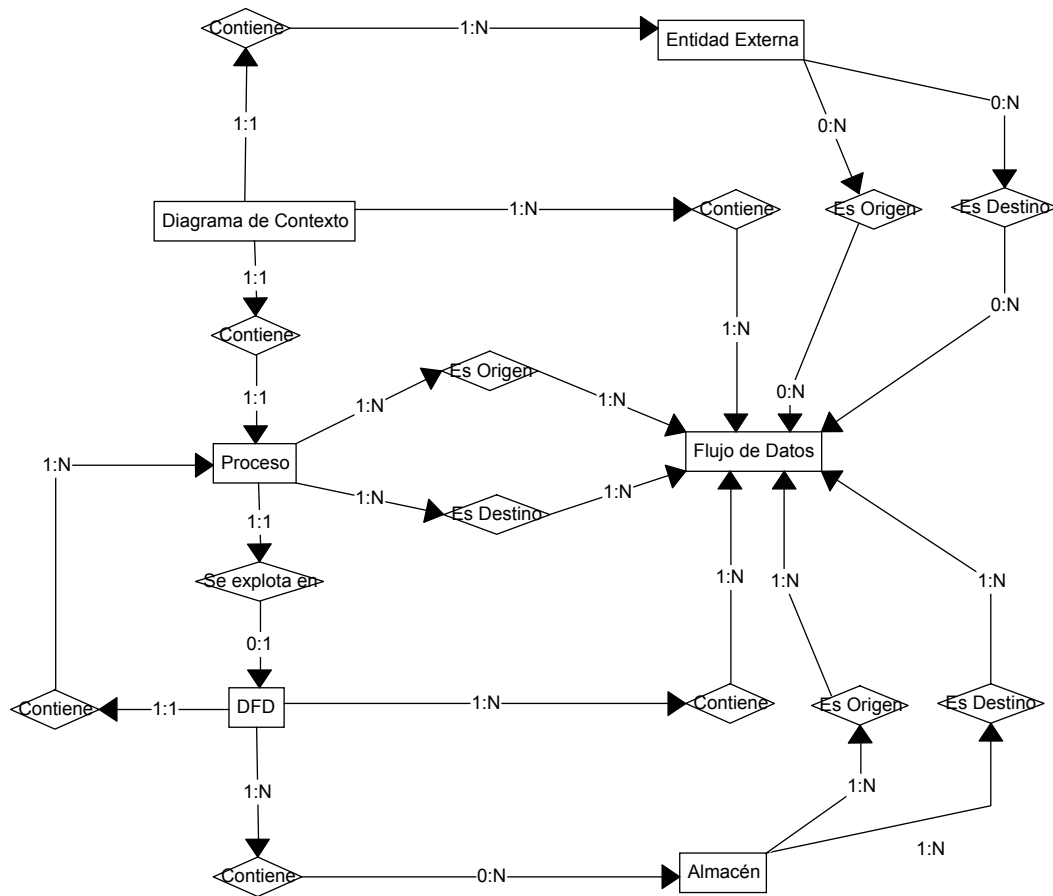 Contiene
1:N
Entidad Externa
1:1
0:N
0:N
Diagrama de Contexto
1:N
Contiene
Es Origen
Es Destino
1:1
Contiene
1:N
0:N
0:N
1:1
Es Origen
1:N
1:N
1:N
Proceso
Flujo de Datos
1:N
Es Destino
1:N
1:1
Se explota en
1:N
1:N
1:N
0:1
Contiene
1:1
DFD
1:N
Contiene
Es Origen
Es Destino
1:N
1:N
1:N
Contiene
0:N
Almacén